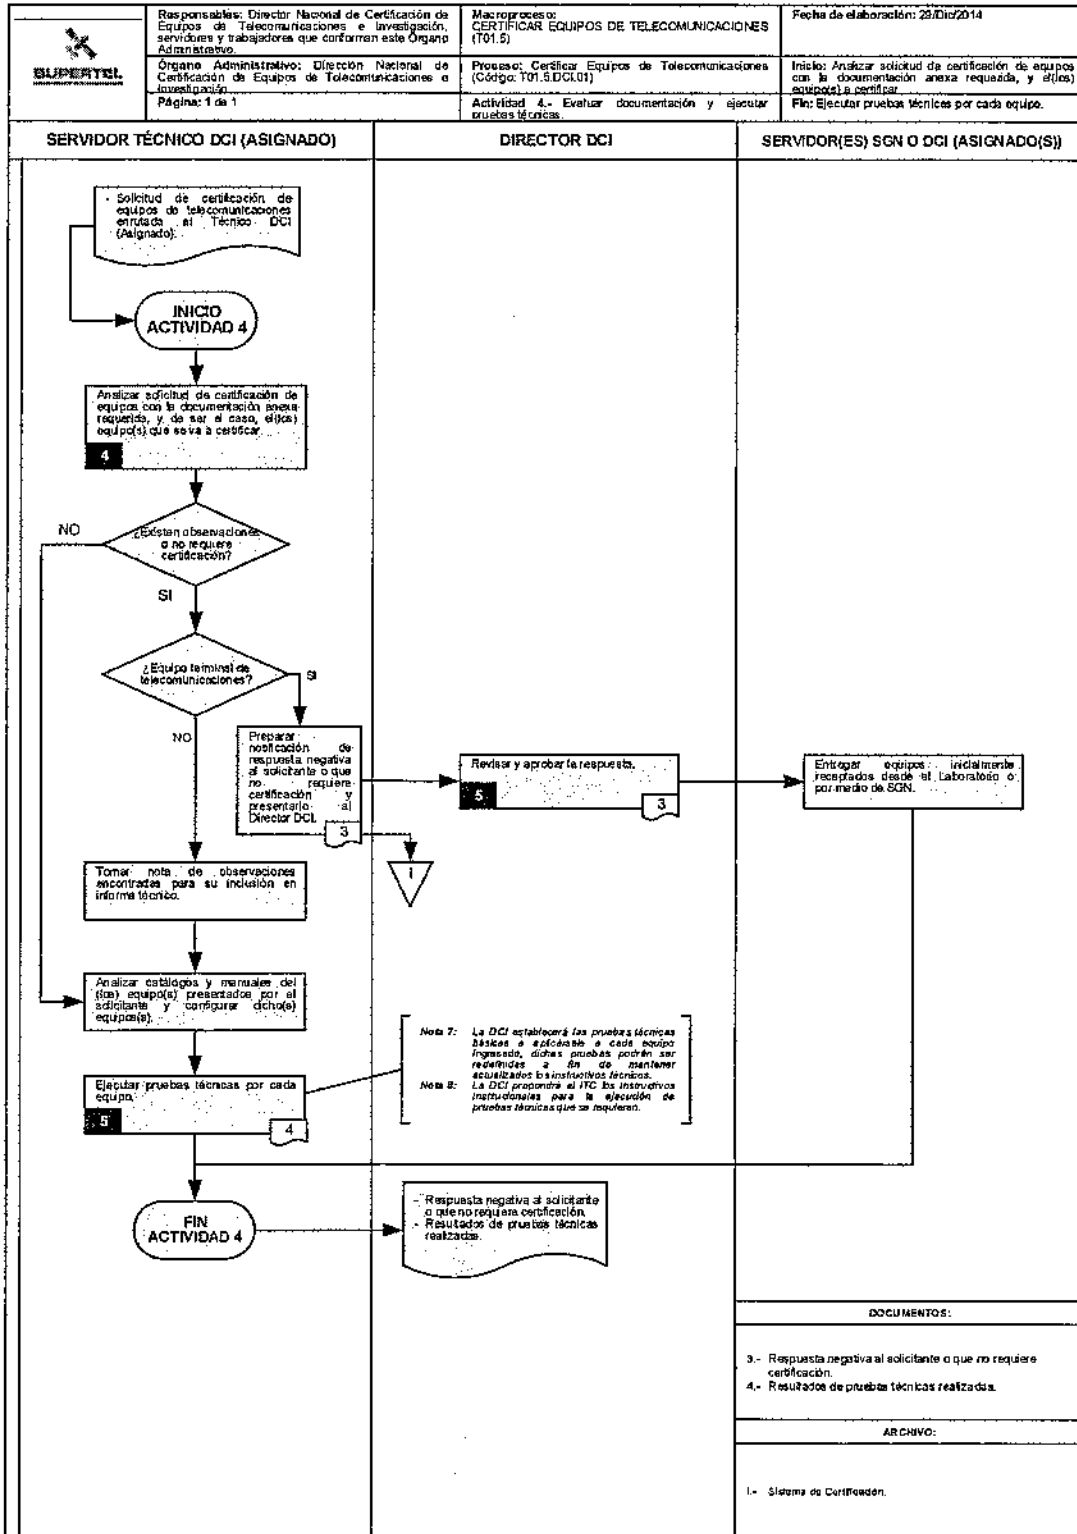 SUPERTEL
Responsables: Director Nacional de Certificación de
Equipos de Telecomunicaciones e Investigación,
servidores y trabajadores que conforman este Órgano
Administrativo.
Macroproceso:
CERTIFICAR EQUIPOS DE TELECOMUNICACIONES
(T01.5)
Fecha de elaboración: 29/Dic/2014
Órgano Administrativo: Dirección Nacional de
Certificación de Equipos de Telecomunicaciones e
Investigación
Proceso: Certificar Equipos de Telecomunicaciones
(Código: T01.5.DCI.01)
Inicio: Analizar solicitud de certificación de equipos
con la documentación anexa requerida, y el(los)
equipo(s) a certificar
Página: 1 de 1
Actividad 4.- Evaluar documentación y ejecutar
pruebas técnicas.
Fin: Ejecutar pruebas técnicas por cada equipo.
SERVIDOR TÉCNICO DCI (ASIGNADO)
DIRECTOR DCI
SERVIDOR(ES) SGN O DCI (ASIGNADO(S))
- Solicitud de certificación de
equipos de telecomunicaciones
enrutada al Técnico DCI
(Asignado).
INICIO
ACTIVIDAD 4
Analizar solicitud de certificación de
equipos con la documentación anexa
requerida, y de ser el caso, el(los)
equipo(s) que se va a certificar.
4
¿Existen observaciones
o no requiere
certificación?
NO
SI
¿Equipo terminal de
telecomunicaciones?
SI
NO
Preparar
notificación de
respuesta negativa
al solicitante o que
no requiere
certificación y
presentarlo al
Director DCI.
3
Revisar y aprobar la respuesta.
5
3
Entregar equipos inicialmente
receptados desde el Laboratorio o
por medio de SGN.
1
Tomar nota de observaciones
encontradas para su inclusión en
informe técnico.
Analizar catálogos y manuales del
(los) equipo(s) presentados por el
solicitante y configurar dicho(s)
equipos(s).
Ejecutar pruebas técnicas por cada
equipo.
5
4
Nota 7: La DCI establecerá las pruebas técnicas
básicas a aplicársele a cada equipo
ingresado, dichas pruebas podrán ser
redefinidas a fin de mantener
actualizados los instructivos técnicos.
Nota 8: La DCI propondrá el ITC los instructivos
institucionales para la ejecución de
pruebas técnicas que se requieran.
FIN
ACTIVIDAD 4
- Respuesta negativa al solicitante
o que no requiera certificación.
- Resultados de pruebas técnicas
realizadas.
DOCUMENTOS:
3.- Respuesta negativa al solicitante o que no requiere
certificación.
4.- Resultados de pruebas técnicas realizadas.
ARCHIVO:
1.- Sistema de Certificación.